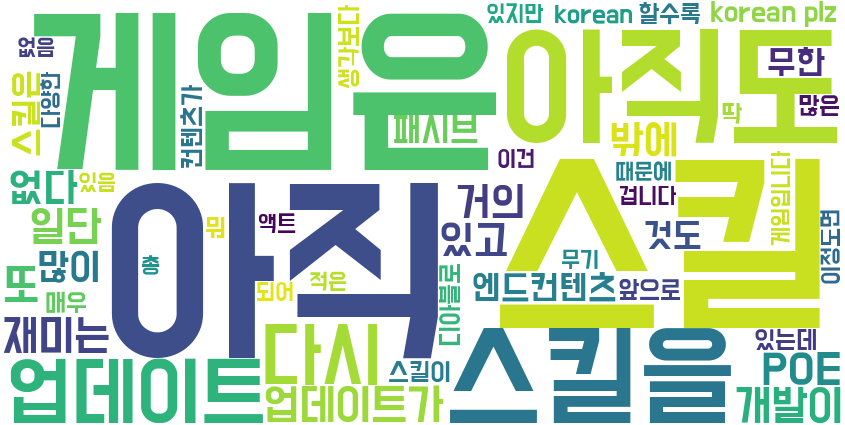 없음
있지만
korean
할수록
korean plz
게임은
아직도
생각보다
스킬은
다양한
컨텐츠가
패시브
딱
무한
많은
밖에
이건
때문에
겁니다
게임입니다
없다
있음
아직
스킬
거의
일단
뭔
액트
있고
것도
이정도면
또
많이
총
매우
되어
적은
디아블로
엔드컨텐츠
무기
앞으로
재미는
다시
스킬을
있는데
업데이트
스킬이
업데이트가
POE
개발이